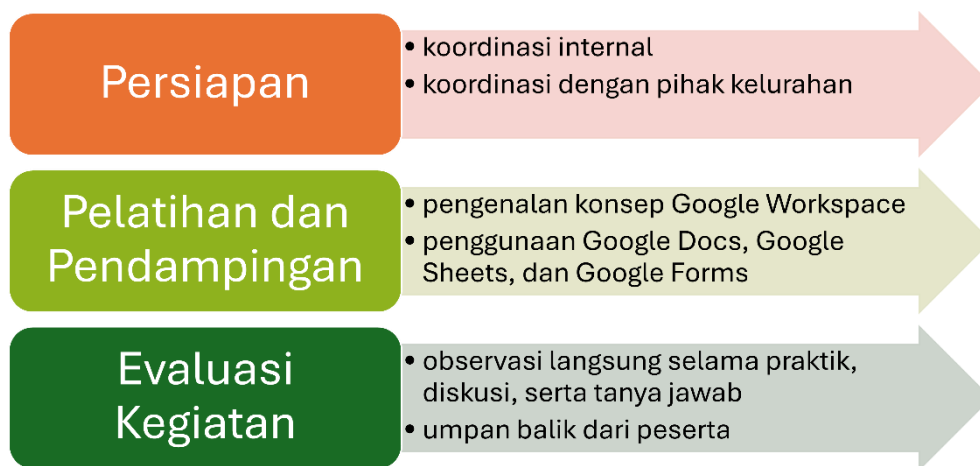 Persiapan
• koordinasi internal
• koordinasi dengan pihak kelurahan
Pelatihan dan
Pendampingan
• pengenalan konsep Google Workspace
• penggunaan Google Docs, Google
Sheets, dan Google Forms
Evaluasi
Kegiatan
• observasi langsung selama praktik,
diskusi, serta tanya jawab
• umpan balik dari peserta